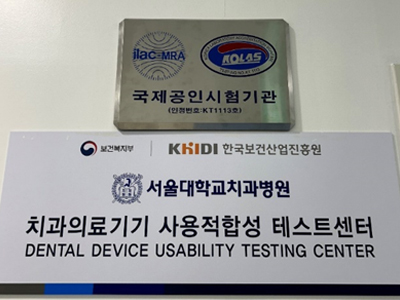 ilac-MRA
KOLAS
국제공인시험기관
(인정번호:KT1113호)
보건복지부
KHIDI 한국보건산업진흥원
서울대학교치과병원
치과의료기기 사용적합성 테스트센터
DENTAL DEVICE USABILITY TESTING CENTER